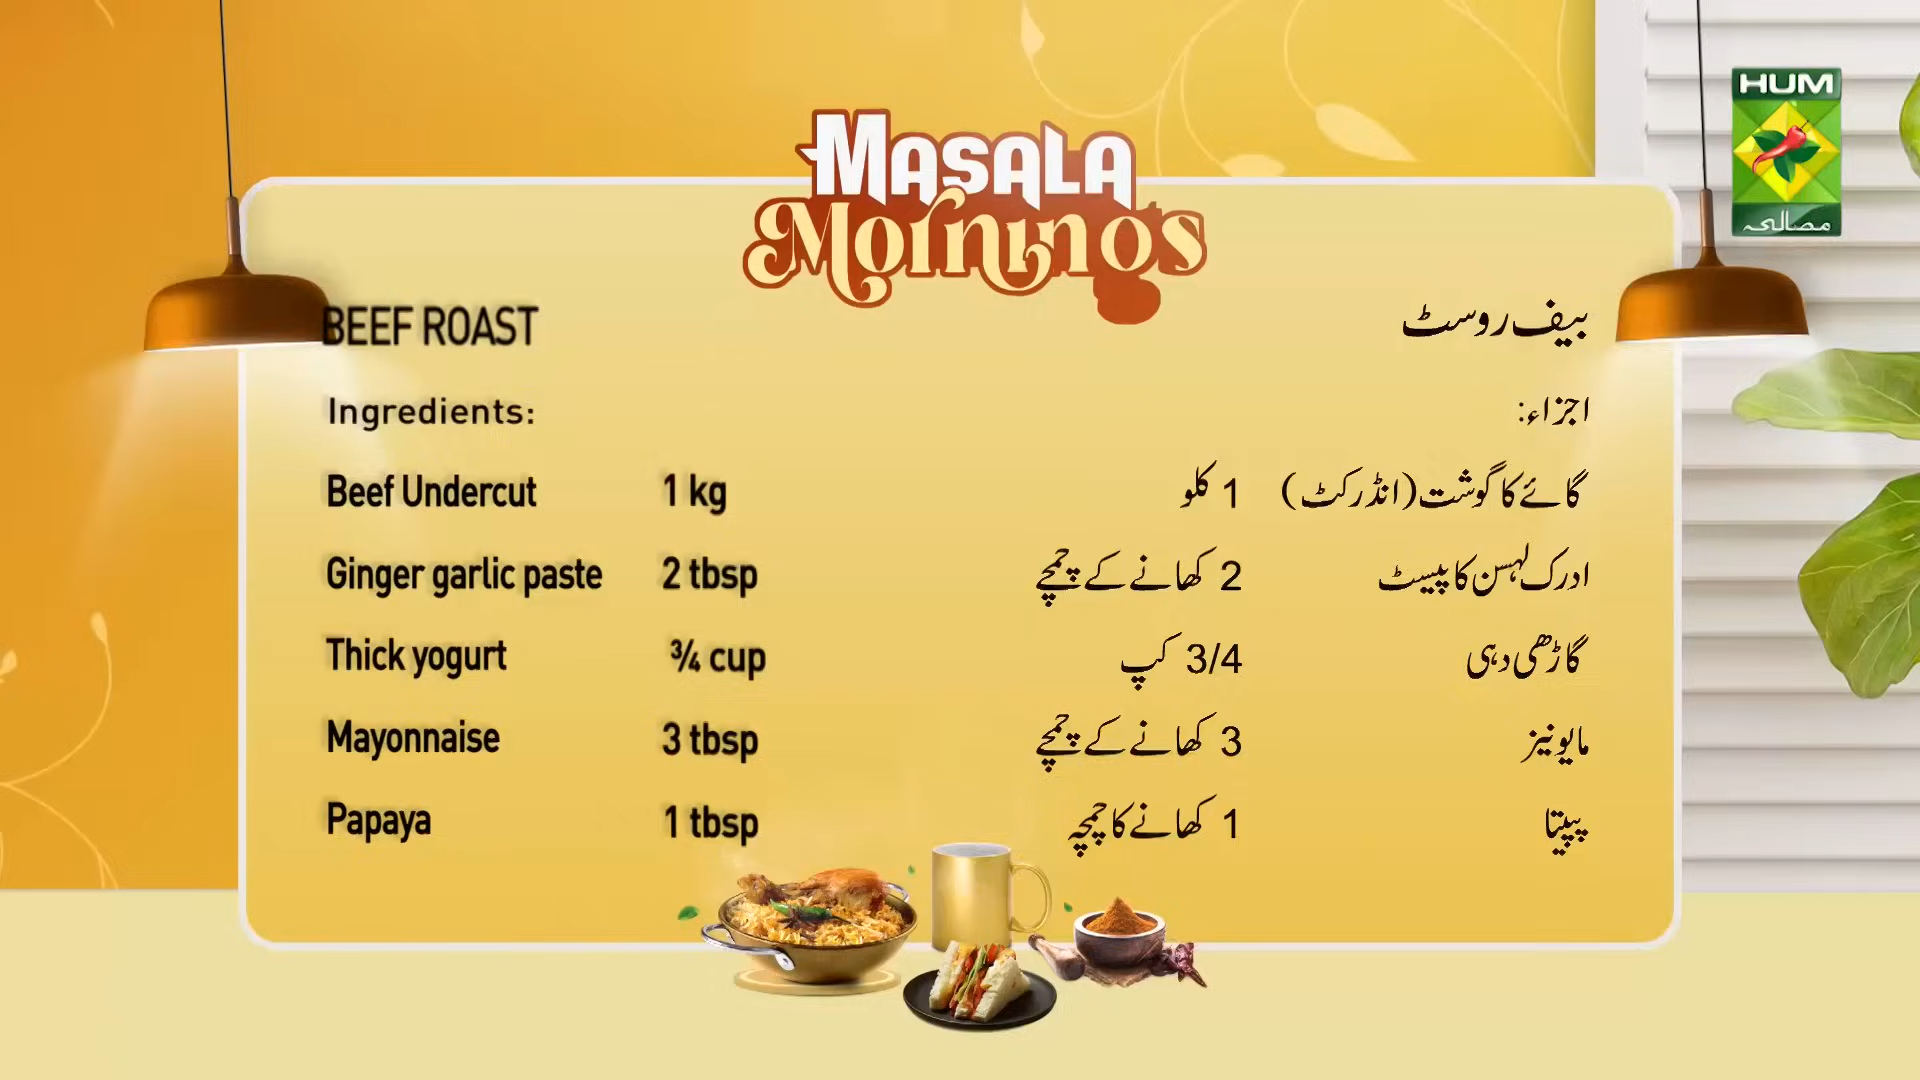 HUM
مصالحہ
MASALA
Mornings
BEEF ROAST بیف روسٹ
Ingredients: اجزاء:
Beef Undercut 1 kg گائے کا گوشت (انڈرکٹ) 1 کلو
Ginger garlic paste 2 tbsp ادرک لہسن کا پیسٹ 2 کھانے کے چمچے
Thick yogurt ¾ cup گاڑھی دہی 3/4 کپ
Mayonnaise 3 tbsp مایونیز 3 کھانے کے چمچے
Papaya 1 tbsp پپیتا 1 کھانے کا چمچہ